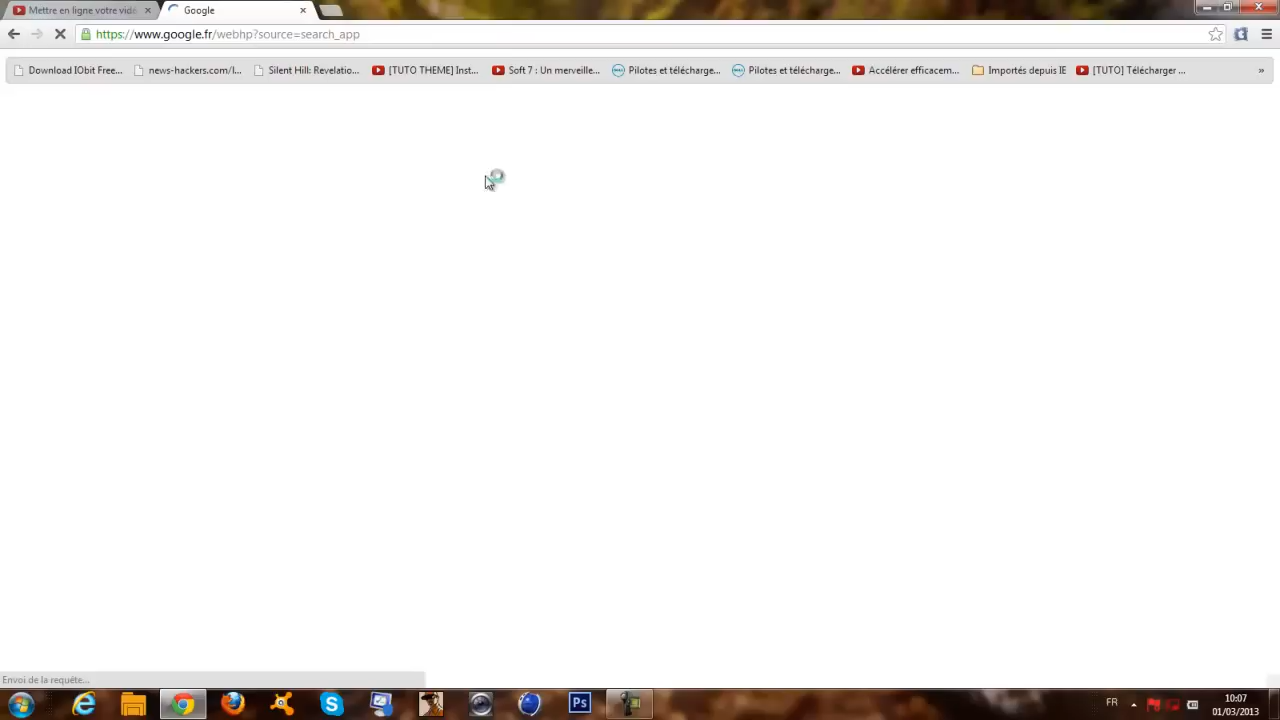 Mettre en ligne votre vidé
Google
https://www.google.fr/webhp?source=search_app
Download IObit Free...
news-hackers.com/l...
Silent Hill: Revelatio...
[TUTO THEME] Inst...
Soft 7 : Un merveille...
Pilotes et télécharge...
Pilotes et télécharge...
Accélérer efficacem...
Importés depuis IE
[TUTO] Télécharger ...
»
Envoi de la requête...
Ps
FR
10:07
01/03/2013